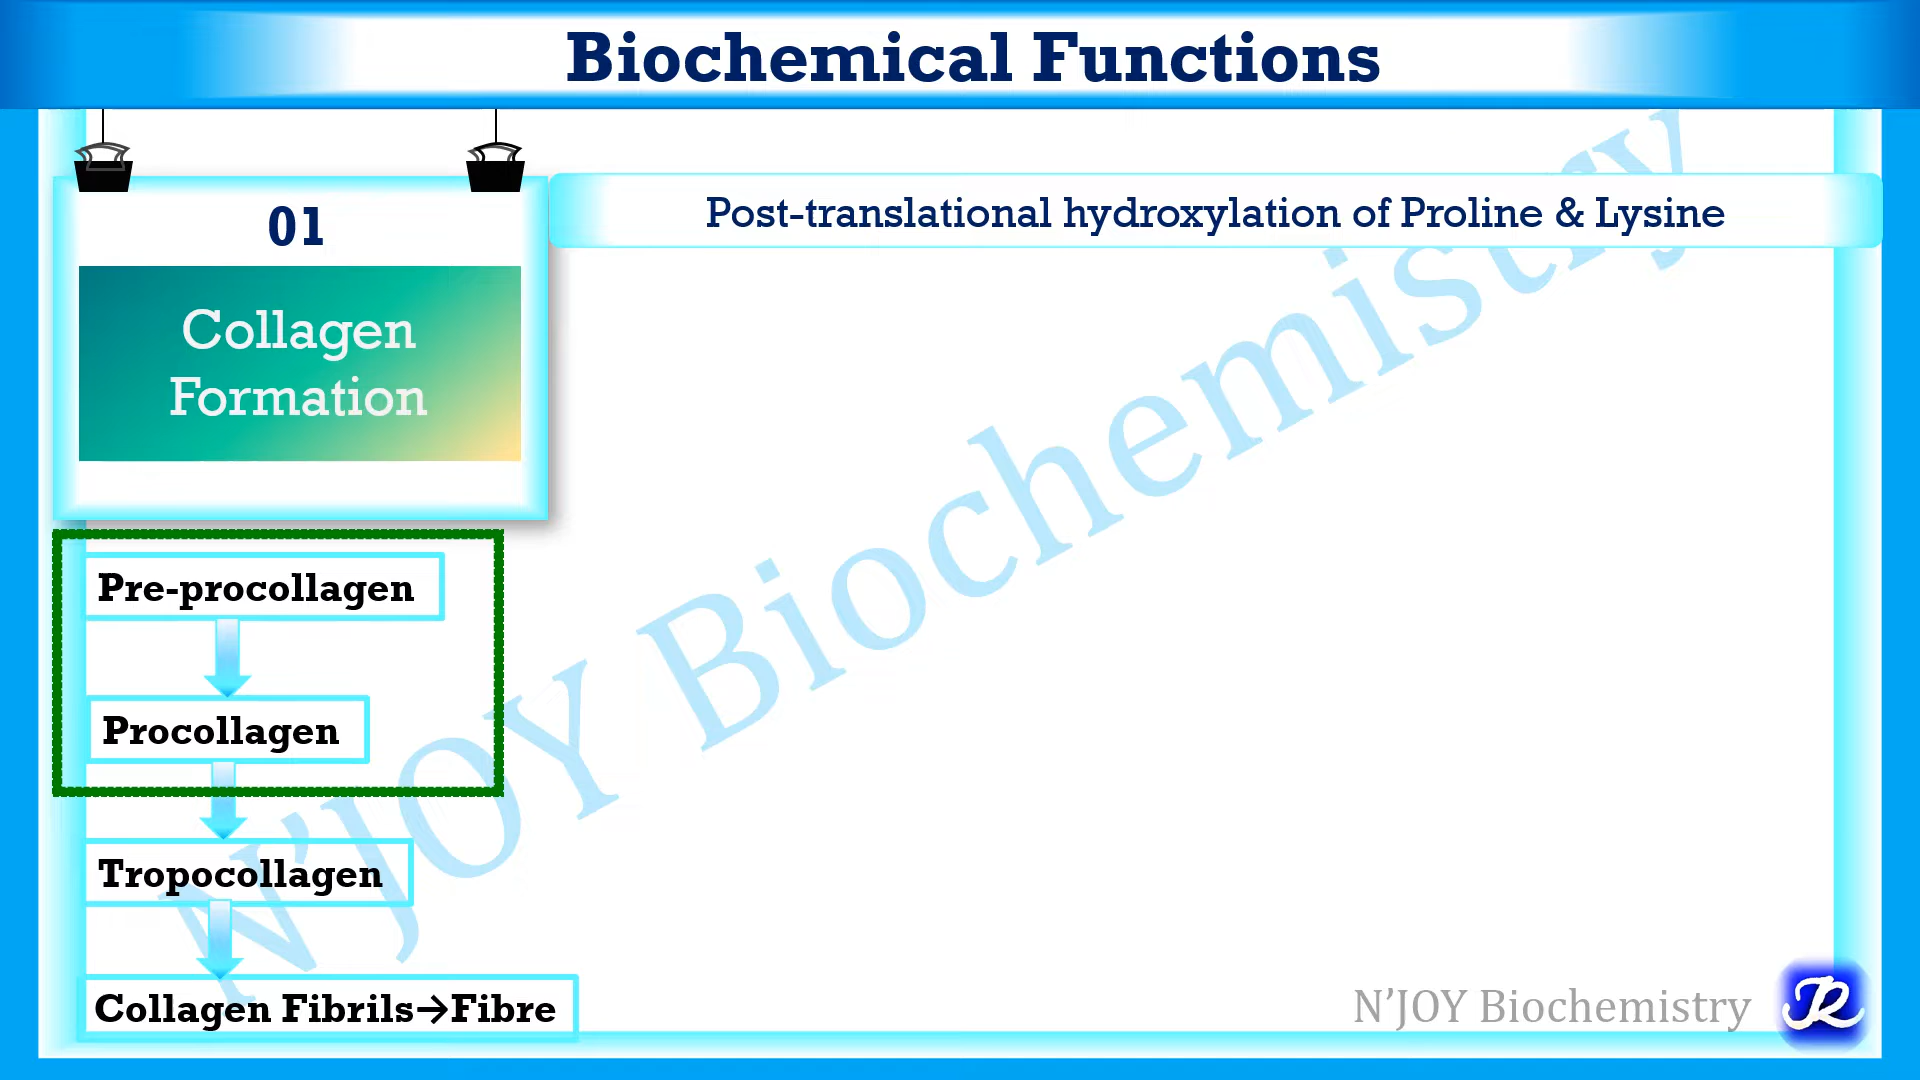 Biochemical Functions
01
Post-translational hydroxylation of Proline & Lysine
Collagen
Formation
Pre-procollagen
Procollagen
Tropocollagen
Collagen Fibrils→Fibre
N'JOY Biochemistry
N’JOY Biochemistry
JR